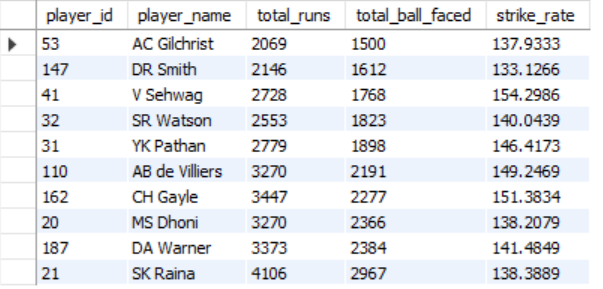 player_id player_name total_runs total_ball_faced strike_rate
53 AC Gilchrist 2069 1500 137.9333
147 DR Smith 2146 1612 133.1266
41 V Sehwag 2728 1768 154.2986
32 SR Watson 2553 1823 140.0439
31 YK Pathan 2779 1898 146.4173
110 AB de Villiers 3270 2191 149.2469
162 CH Gayle 3447 2277 151.3834
20 MS Dhoni 3270 2366 138.2079
187 DA Warner 3373 2384 141.4849
21 SK Raina 4106 2967 138.3889